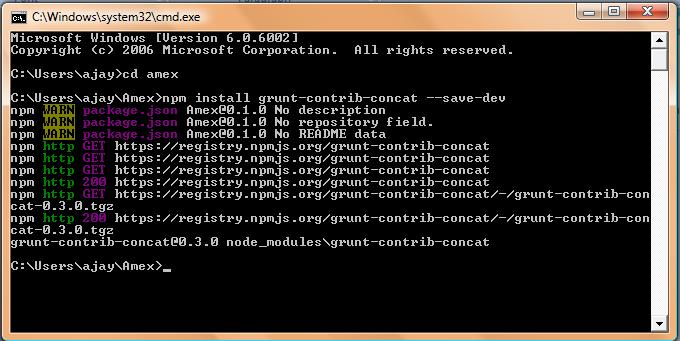 C:\Windows\system32\cmd.exe
Microsoft Windows [Version 6.0.6002]
Copyright (c) 2006 Microsoft Corporation.  All rights reserved.
C:\Users\ajay>cd amex
C:\Users\ajay\Amex>npm install grunt-contrib-concat --save-dev
npm WARN package.json Amex@0.1.0 No description
npm WARN package.json Amex@0.1.0 No repository field.
npm WARN package.json Amex@0.1.0 No README data
npm http GET https://registry.npmjs.org/grunt-contrib-concat
npm http GET https://registry.npmjs.org/grunt-contrib-concat
npm http GET https://registry.npmjs.org/grunt-contrib-concat
npm http 200 https://registry.npmjs.org/grunt-contrib-concat
npm http GET https://registry.npmjs.org/grunt-contrib-concat/-/grunt-contrib-con
cat-0.3.0.tgz
npm http 200 https://registry.npmjs.org/grunt-contrib-concat/-/grunt-contrib-con
cat-0.3.0.tgz
grunt-contrib-concat@0.3.0 node_modules\grunt-contrib-concat
C:\Users\ajay\Amex>_